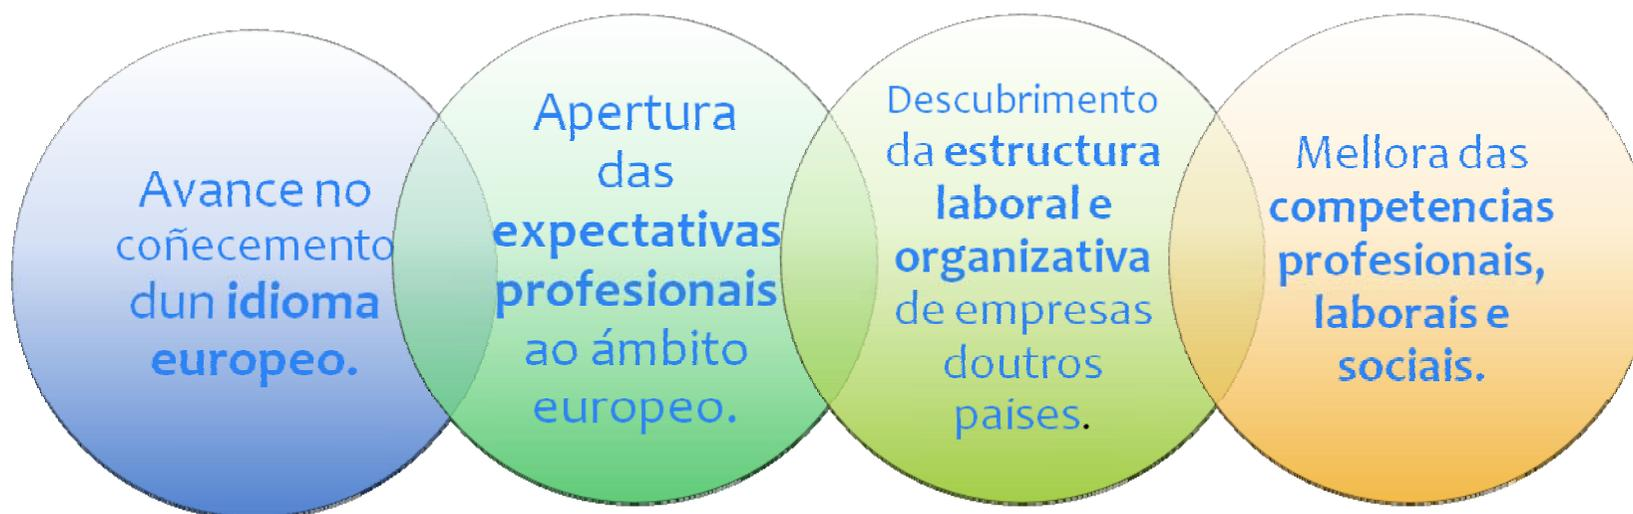 Avance no
coñecemento
dun idioma
europeo.
Apertura
das
expectativas
profesionais
ao ámbito
europeo.
Descubrimento
da estructura
laboral e
organizativa
de empresas
doutros
países.
Mellora das
competencias
profesionais,
laborais e
sociais.